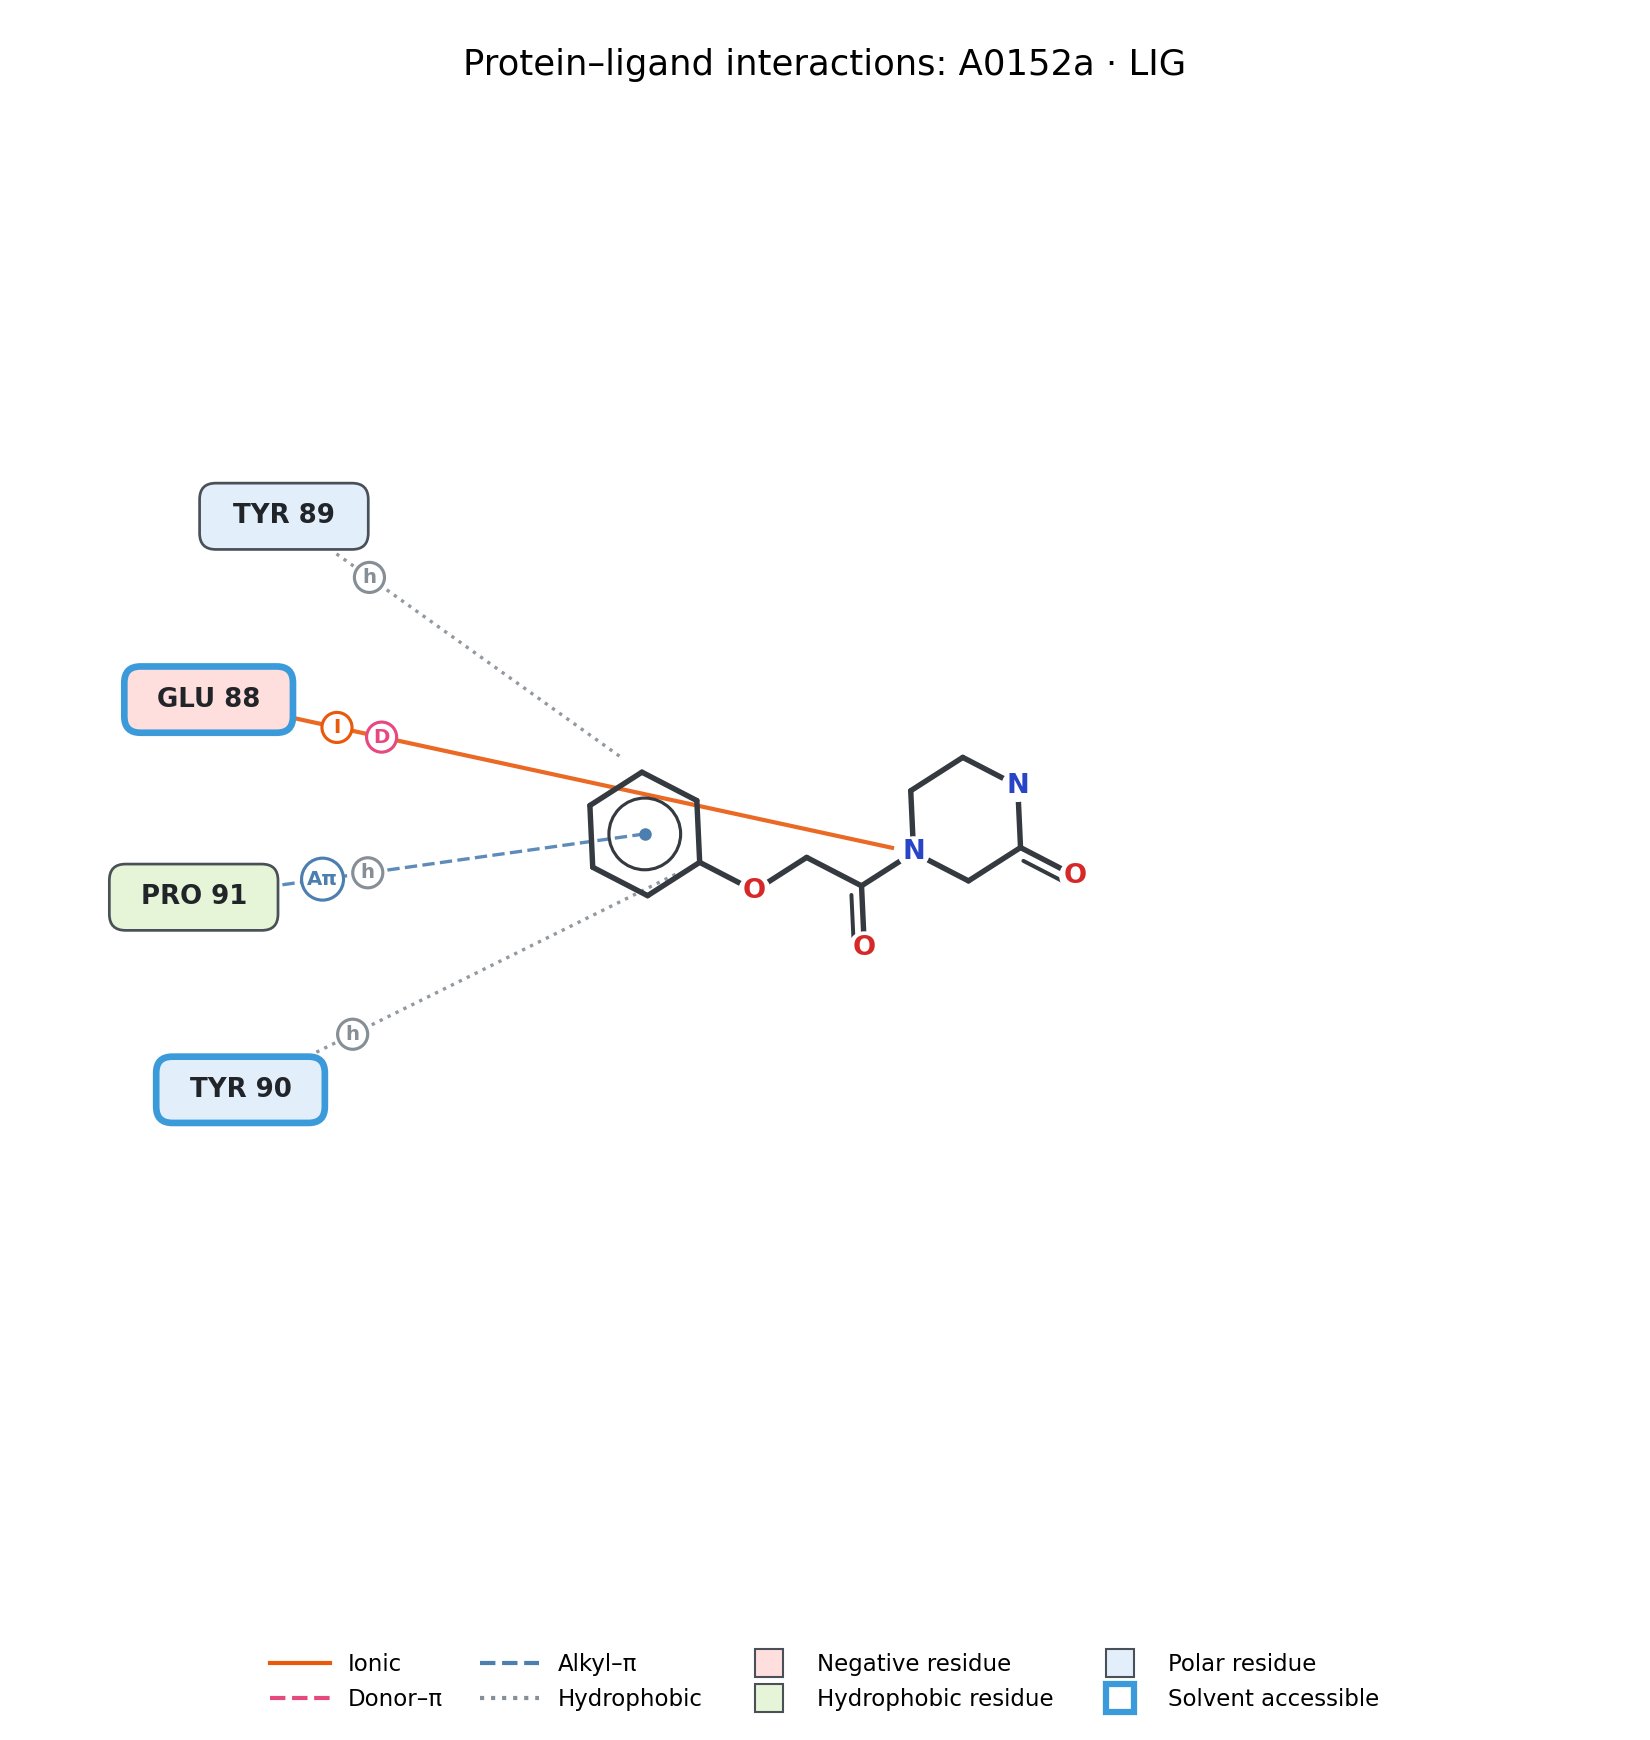 Protein–ligand interactions: A0152a · LIG
TYR 89
h
GLU 88
I
D
N
N
PRO 91
Aπ
h
O
O
O
h
TYR 90
Ionic
Donor–π
Alkyl–π
Hydrophobic
Negative residue
Hydrophobic residue
Polar residue
Solvent accessible